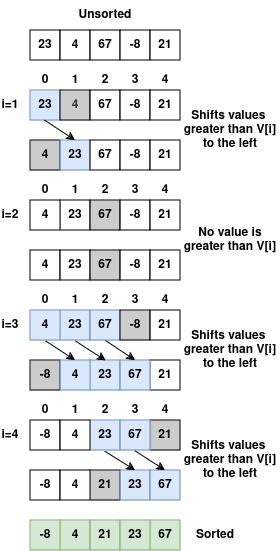 Unsorted
23 4 67 -8 21
0 1 2 3 4
i=1 23 4 67 -8 21
Shifts values
greater than V[i]
to the left
4 23 67 -8 21
0 1 2 3 4
i=2 4 23 67 -8 21
No value is
greater than V[i]
4 23 67 -8 21
0 1 2 3 4
i=3 4 23 67 -8 21
Shifts values
greater than V[i]
to the left
-8 4 23 67 21
0 1 2 3 4
i=4 -8 4 23 67 21
Shifts values
greater than V[i]
to the left
-8 4 21 23 67
-8 4 21 23 67 Sorted